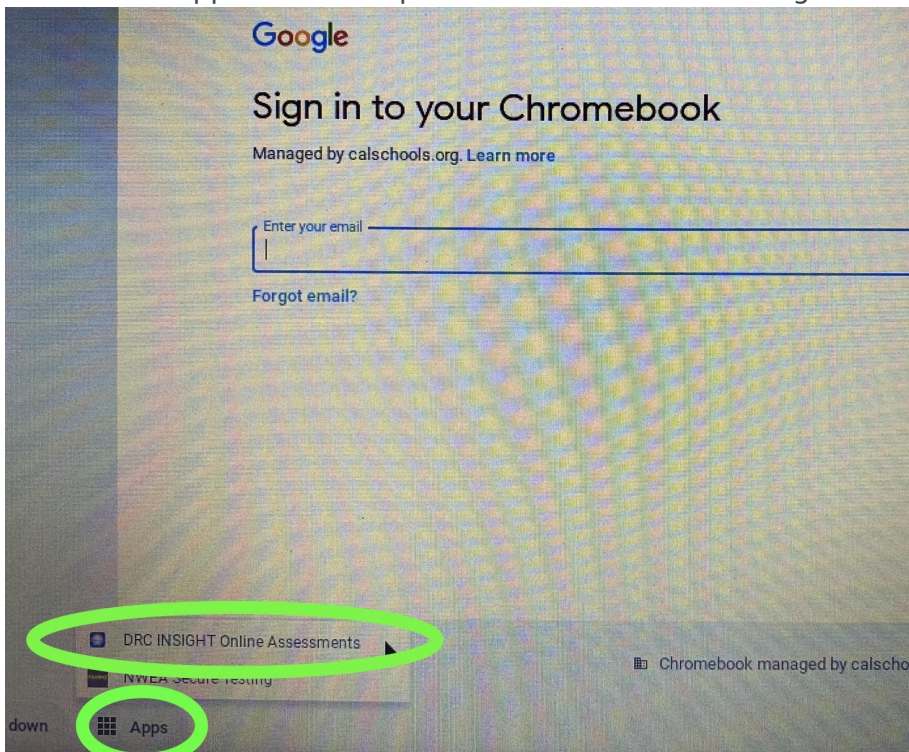 Google
Sign in to your Chromebook
Managed by calschools.org. Learn more
Enter your email
Forgot email?
DRC INSIGHT Online Assessments
NWEA Secure Testing
Chromebook managed by calscho
down
Apps